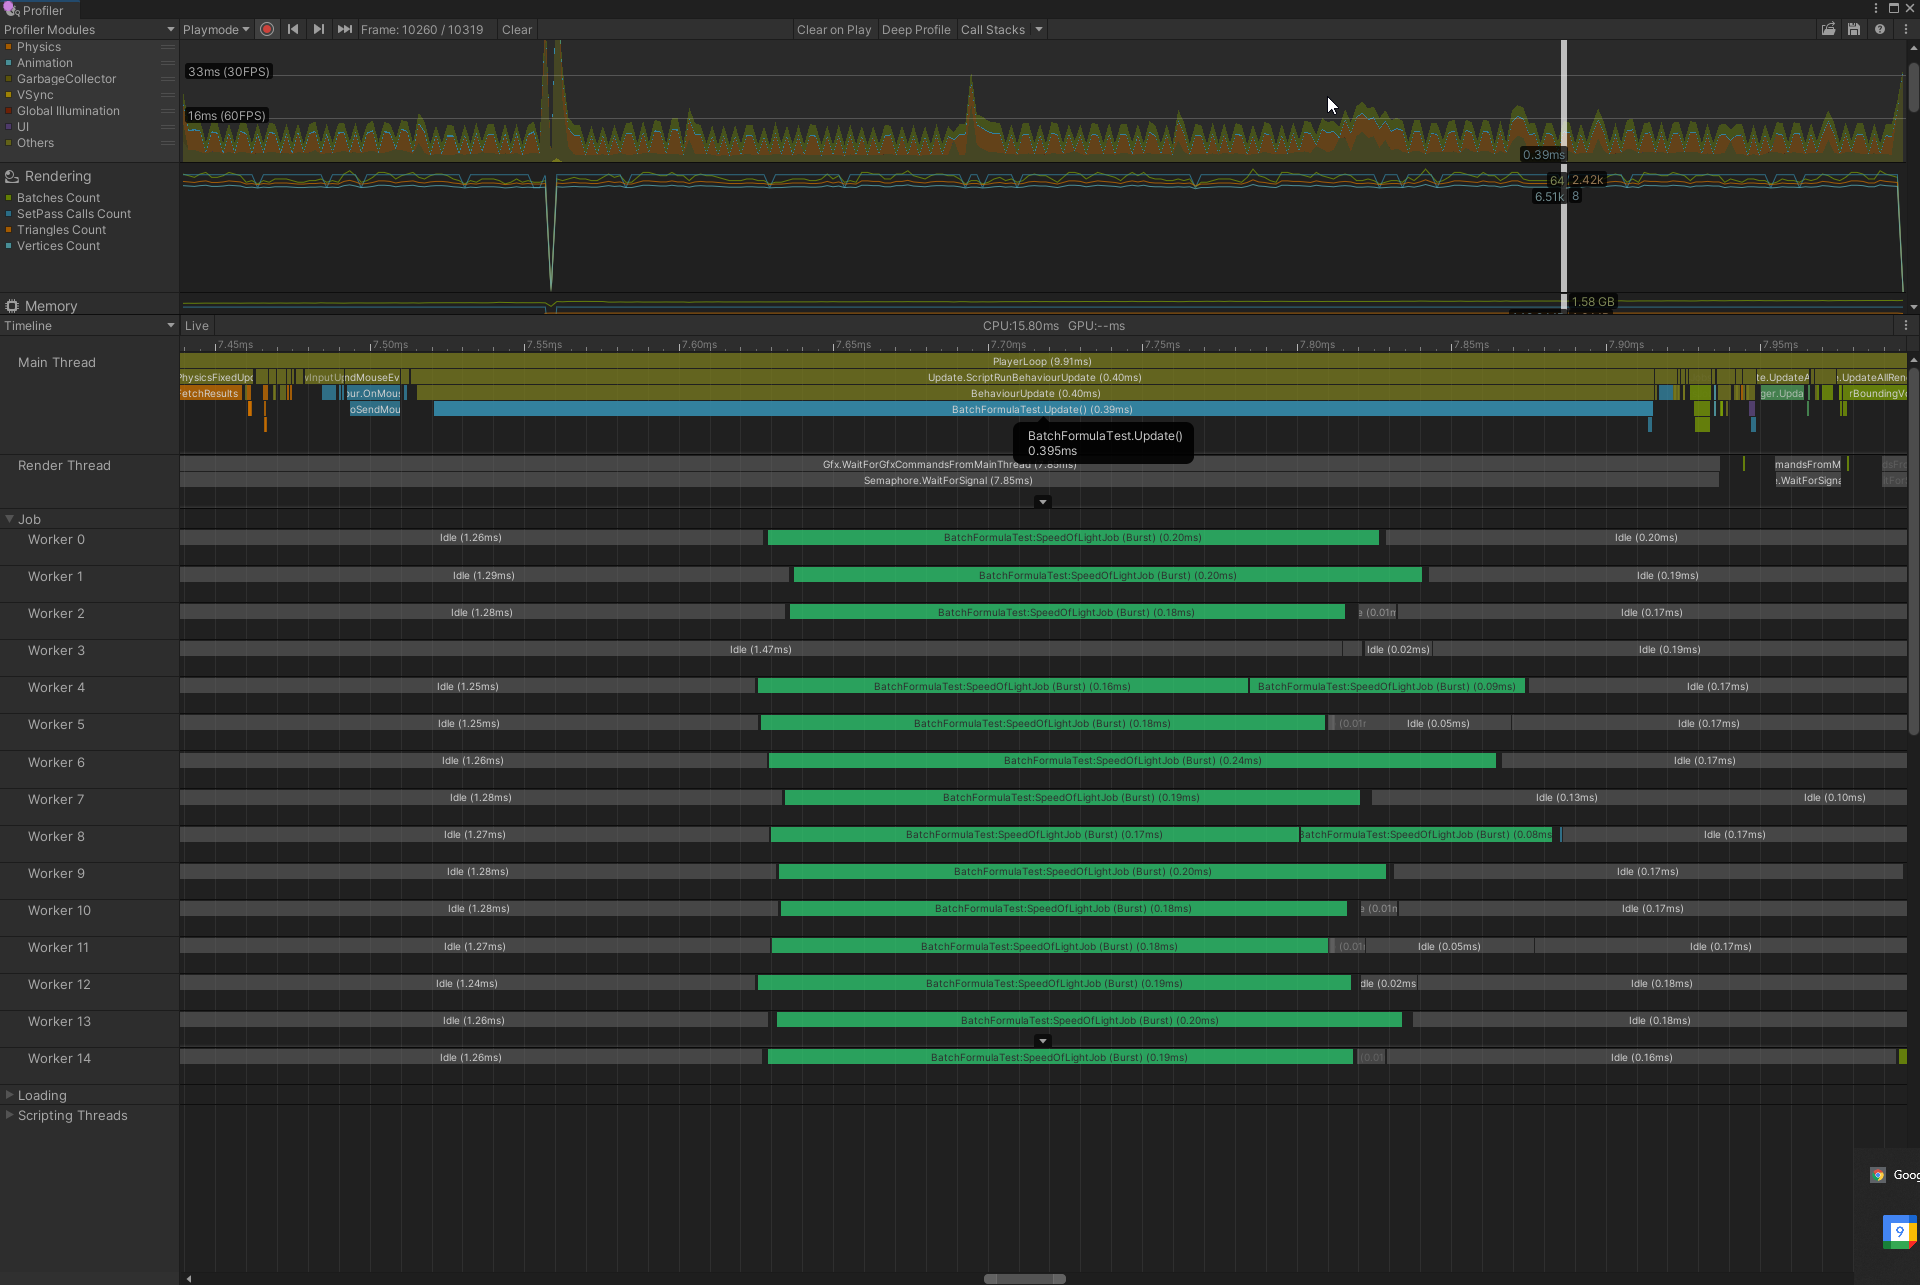 Profiler
Profiler Modules
Playmode
Frame: 10260 / 10319
Clear
Clear on Play
Deep Profile
Call Stacks
Physics
Animation
GarbageCollector
VSync
Global Illumination
UI
Others
33ms (30FPS)
16ms (60FPS)
0.39ms
Rendering
Batches Count
SetPass Calls Count
Triangles Count
Vertices Count
64
2.42k
6.51k
8
Memory
1.58 GB
Timeline
Live
CPU:15.80ms GPU:--ms
7.45ms
7.50ms
7.55ms
7.60ms
7.65ms
7.70ms
7.75ms
7.80ms
7.85ms
7.90ms
7.95ms
Main Thread
PlayerLoop (9.91ms)
PhysicsFixedUpd
ndMouseEv
Update.ScriptRunBehaviourUpdate (0.40ms)
te.UpdateA
.UpdateAllRen
etchResults
our.OnMous
BehaviourUpdate (0.40ms)
ger.Upda
rBoundingVo
oSendMou
BatchFormulaTest.Update() (0.39ms)
BatchFormulaTest.Update()
0.395ms
Render Thread
Gfx.WaitForGfxCommandsFromMainThread (7.85ms)
mandsFromM
Semaphore.WaitForSignal (7.85ms)
.WaitForSigna
Job
Worker 0
Idle (1.26ms)
BatchFormulaTest:SpeedOfLightJob (Burst) (0.20ms)
Idle (0.20ms)
Worker 1
Idle (1.29ms)
BatchFormulaTest:SpeedOfLightJob (Burst) (0.20ms)
Idle (0.19ms)
Worker 2
Idle (1.28ms)
BatchFormulaTest:SpeedOfLightJob (Burst) (0.18ms)
e (0.01n
Idle (0.17ms)
Worker 3
Idle (1.47ms)
Idle (0.02ms)
Idle (0.19ms)
Worker 4
Idle (1.25ms)
BatchFormulaTest:SpeedOfLightJob (Burst) (0.16ms)
BatchFormulaTest:SpeedOfLightJob (Burst) (0.09ms)
Idle (0.17ms)
Worker 5
Idle (1.25ms)
BatchFormulaTest:SpeedOfLightJob (Burst) (0.18ms)
(0.01r
Idle (0.05ms)
Idle (0.17ms)
Worker 6
Idle (1.26ms)
BatchFormulaTest:SpeedOfLightJob (Burst) (0.24ms)
Idle (0.17ms)
Worker 7
Idle (1.28ms)
BatchFormulaTest:SpeedOfLightJob (Burst) (0.19ms)
Idle (0.13ms)
Idle (0.10ms)
Worker 8
Idle (1.27ms)
BatchFormulaTest:SpeedOfLightJob (Burst) (0.17ms)
BatchFormulaTest:SpeedOfLightJob (Burst) (0.08ms
Idle (0.17ms)
Worker 9
Idle (1.28ms)
BatchFormulaTest:SpeedOfLightJob (Burst) (0.20ms)
Idle (0.17ms)
Worker 10
Idle (1.28ms)
BatchFormulaTest:SpeedOfLightJob (Burst) (0.18ms)
e (0.01n
Idle (0.17ms)
Worker 11
Idle (1.27ms)
BatchFormulaTest:SpeedOfLightJob (Burst) (0.18ms)
(0.01
Idle (0.05ms)
Idle (0.17ms)
Worker 12
Idle (1.24ms)
BatchFormulaTest:SpeedOfLightJob (Burst) (0.19ms)
dle (0.02ms
Idle (0.18ms)
Worker 13
Idle (1.26ms)
BatchFormulaTest:SpeedOfLightJob (Burst) (0.20ms)
Idle (0.18ms)
Worker 14
Idle (1.26ms)
BatchFormulaTest:SpeedOfLightJob (Burst) (0.19ms)
(0.01
Idle (0.16ms)
Loading
Scripting Threads
Goog
9